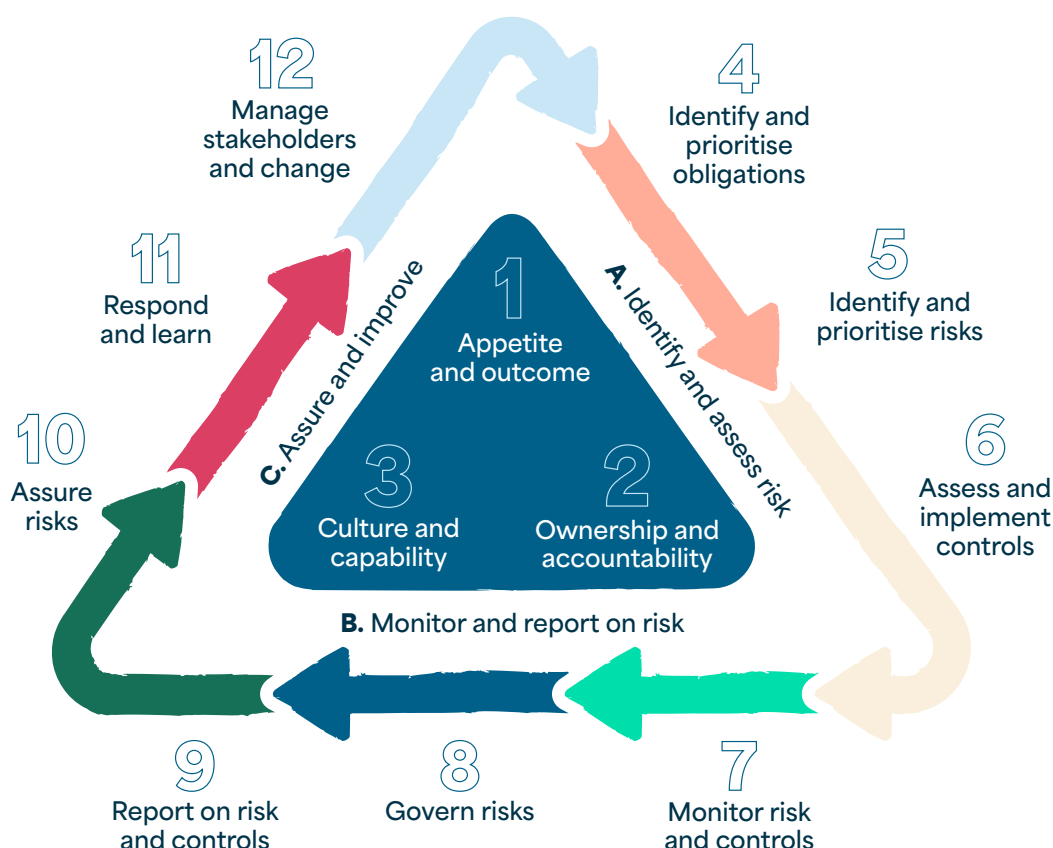 12
Manage
stakeholders
and change
4
Identify and
prioritise
obligations
11
Respond
and learn
5
Identify and
prioritise risks
10
Assure
risks
6
Assess and
implement
controls
C. Assure and improve
A. Identify and assess risk
1
Appetite
and outcome
3
Culture and
capability
2
Ownership and
accountability
B. Monitor and report on risk
9
Report on risk
and controls
8
Govern risks
7
Monitor risk
and controls